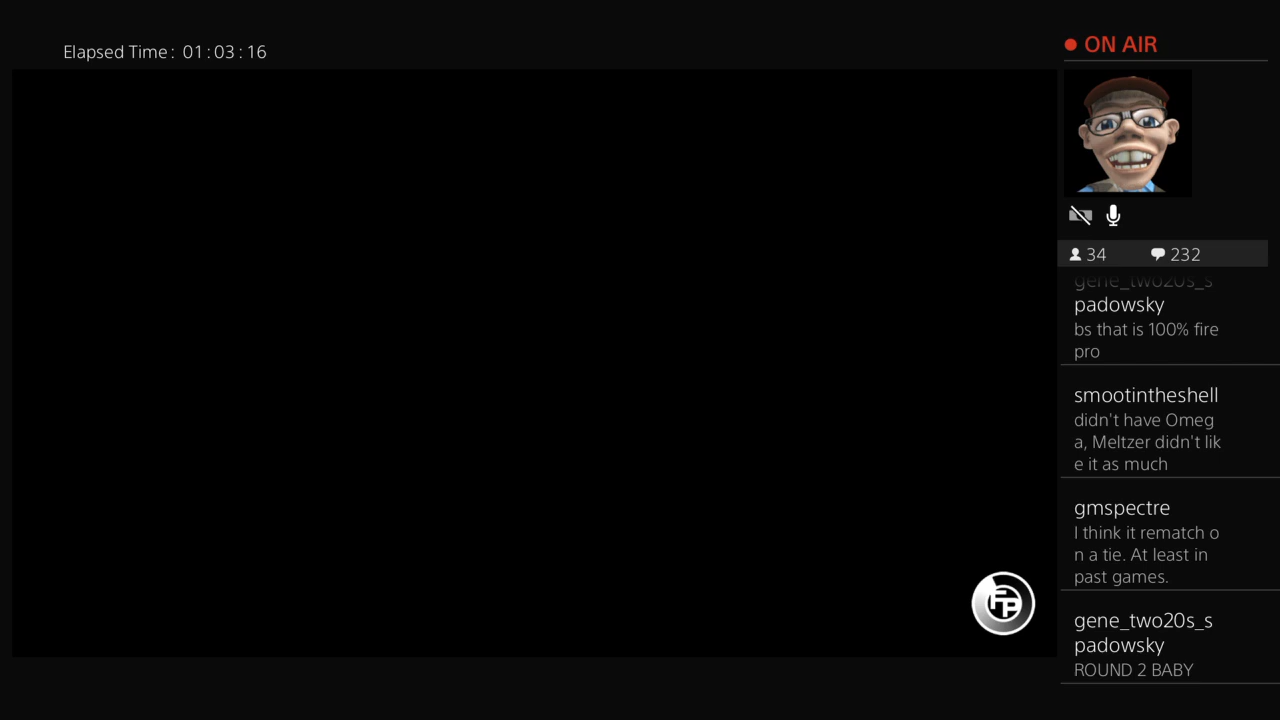 Elapsed Time: 01:03:16
ON AIR
34 232
gene_two20s_s
padowsky
bs that is 100% fire
pro
smootintheshell
didn't have Omeg
a, Meltzer didn't lik
e it as much
gmspectre
I think it rematch o
n a tie. At least in
past games.
FP
gene_two20s_s
padowsky
ROUND 2 BABY